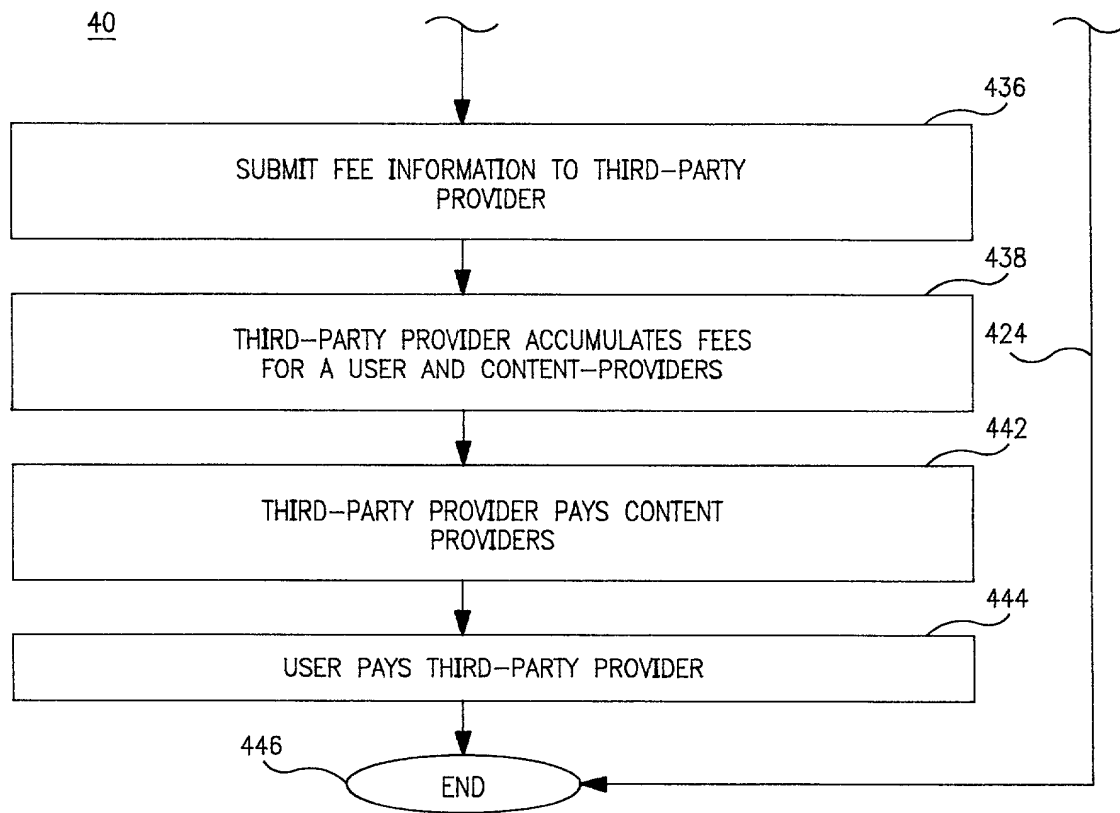 40
436
SUBMIT FEE INFORMATION TO THIRD-PARTY
PROVIDER
438
THIRD-PARTY PROVIDER ACCUMULATES FEES
FOR A USER AND CONTENT-PROVIDERS
424
442
THIRD-PARTY PROVIDER PAYS CONTENT
PROVIDERS
444
USER PAYS THIRD-PARTY PROVIDER
446
END